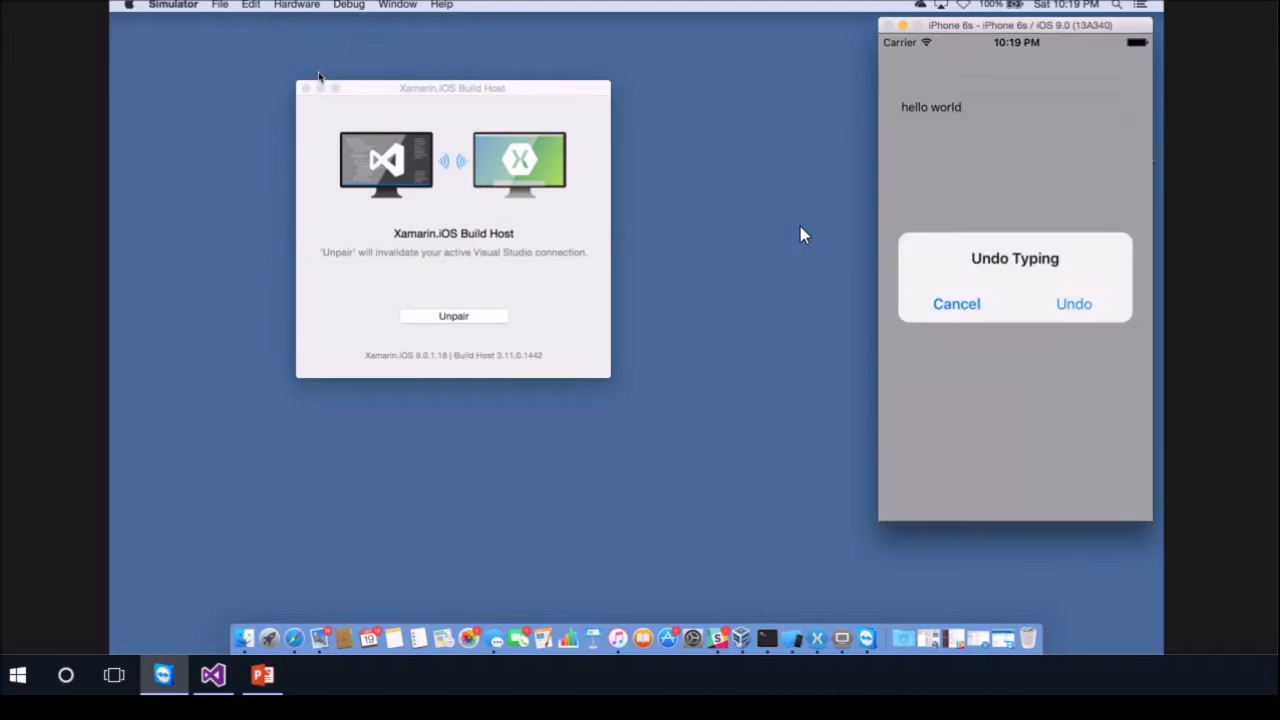 Simulator File Edit Hardware Debug Window Help
100% Sat 10:19 PM
iPhone 6s - iPhone 6s / iOS 9.0 (13A340)
Carrier 10:19 PM
hello world
Undo Typing
Cancel Undo
Xamarin.iOS Build Host
Xamarin.iOS Build Host
'Unpair' will invalidate your active Visual Studio connection.
Unpair
Xamarin.iOS 9.0.1.18 | Build Host 3.11.0.1442
19